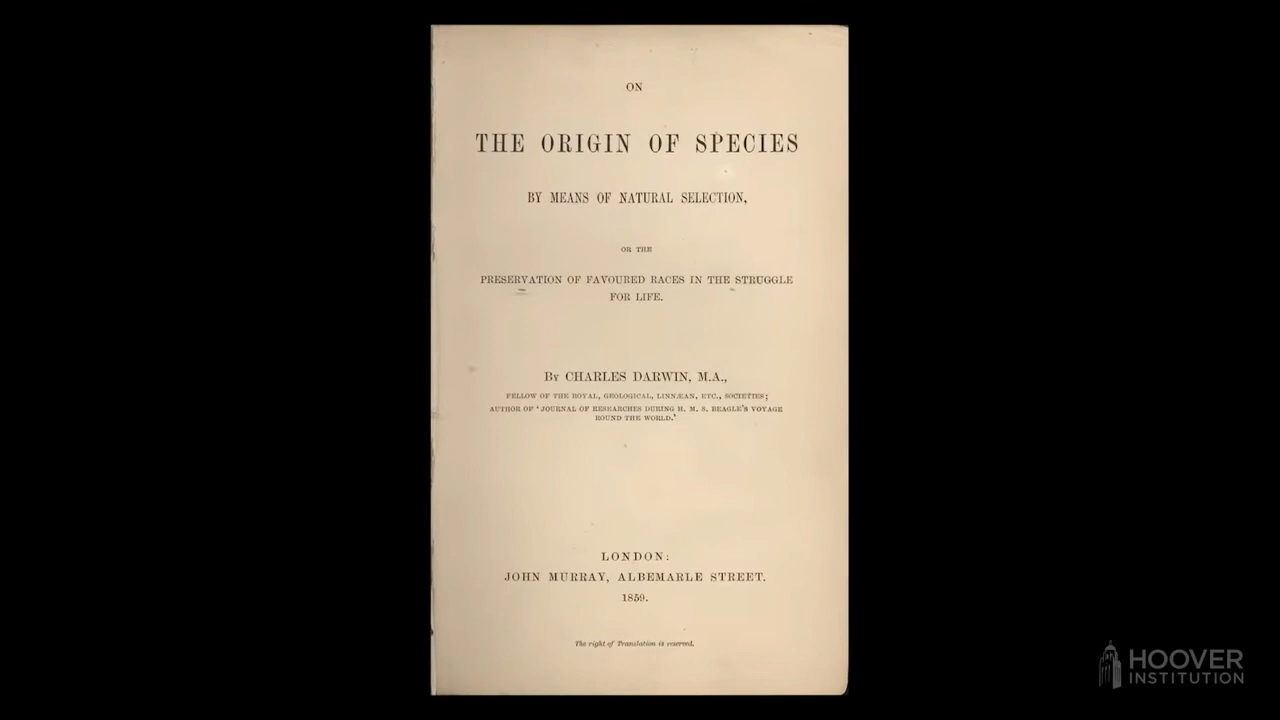 ON
THE ORIGIN OF SPECIES
BY MEANS OF NATURAL SELECTION,
OR THE
PRESERVATION OF FAVOURED RACES IN THE STRUGGLE
FOR LIFE.
BY CHARLES DARWIN, M.A.,
FELLOW OF THE ROYAL, GEOLOGICAL, LINNÆAN, ETC., SOCIETIES;
AUTHOR OF 'JOURNAL OF RESEARCHES DURING H. M. S. BEAGLE'S VOYAGE
ROUND THE WORLD.'
LONDON:
JOHN MURRAY, ALBEMARLE STREET.
1859.
The right of Translation is reserved.
HOOVER
INSTITUTION